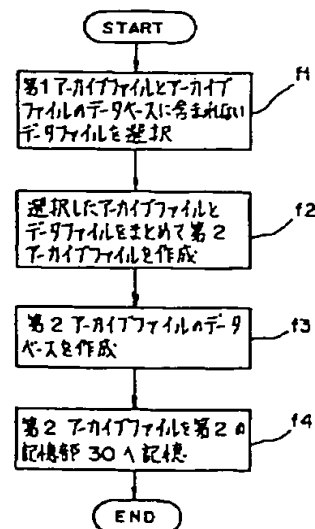 START
第1アーカイブファイルとアーカイブ
ファイルのデータベースに含まれない
データファイルを選択
f1
選択したアーカイブファイルと
データファイルをまとめて第2
アーカイブファイルを作成
f2
第2アーカイブファイルのデータ
ベースを作成
f3
第2アーカイブファイルを第2の
記憶部30へ記憶
f4
END